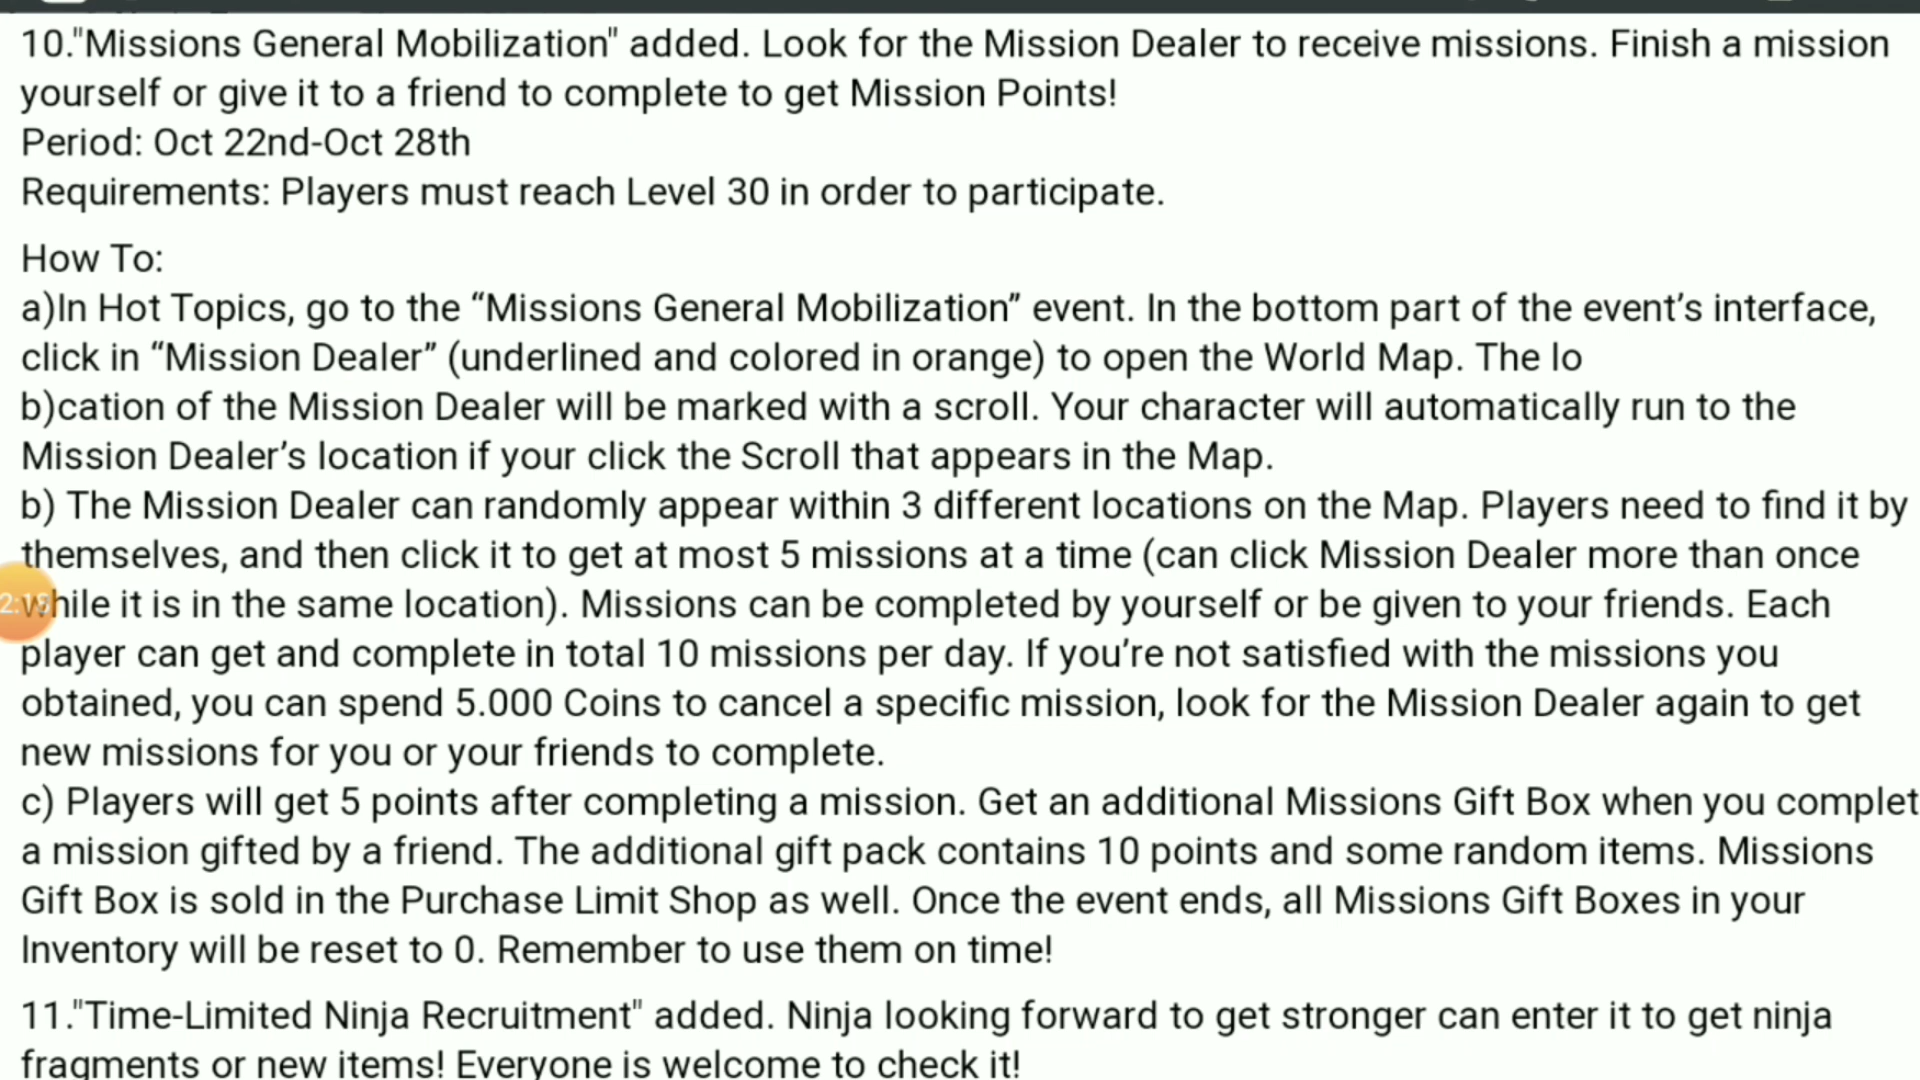 10."Missions General Mobilization" added. Look for the Mission Dealer to receive missions. Finish a mission
yourself or give it to a friend to complete to get Mission Points!
Period: Oct 22nd-Oct 28th
Requirements: Players must reach Level 30 in order to participate.
How To:
a)In Hot Topics, go to the “Missions General Mobilization” event. In the bottom part of the event’s interface,
click in “Mission Dealer” (underlined and colored in orange) to open the World Map. The lo
b)cation of the Mission Dealer will be marked with a scroll. Your character will automatically run to the
Mission Dealer’s location if your click the Scroll that appears in the Map.
b) The Mission Dealer can randomly appear within 3 different locations on the Map. Players need to find it by
themselves, and then click it to get at most 5 missions at a time (can click Mission Dealer more than once
while it is in the same location). Missions can be completed by yourself or be given to your friends. Each
player can get and complete in total 10 missions per day. If you’re not satisfied with the missions you
obtained, you can spend 5.000 Coins to cancel a specific mission, look for the Mission Dealer again to get
new missions for you or your friends to complete.
c) Players will get 5 points after completing a mission. Get an additional Missions Gift Box when you complet
a mission gifted by a friend. The additional gift pack contains 10 points and some random items. Missions
Gift Box is sold in the Purchase Limit Shop as well. Once the event ends, all Missions Gift Boxes in your
Inventory will be reset to 0. Remember to use them on time!
11."Time-Limited Ninja Recruitment" added. Ninja looking forward to get stronger can enter it to get ninja
fragments or new items! Everyone is welcome to check it!